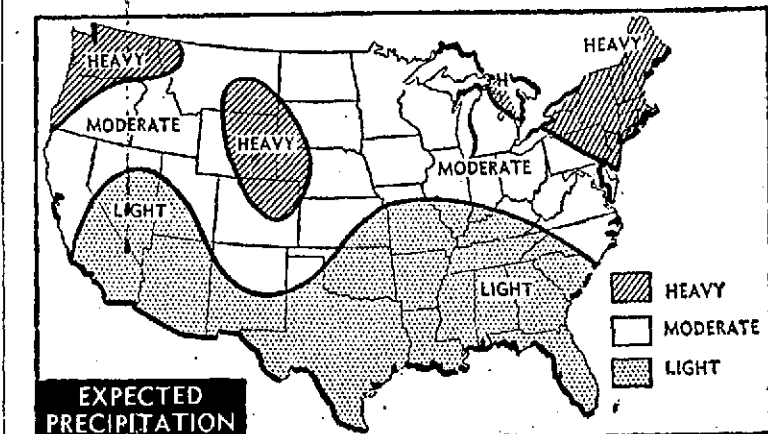 HEAVY
HEAVY
H
MODERATE
HEAVY
MODERATE
LIGHT
LIGHT
HEAVY
MODERATE
LIGHT
EXPECTED
PRECIPITATION